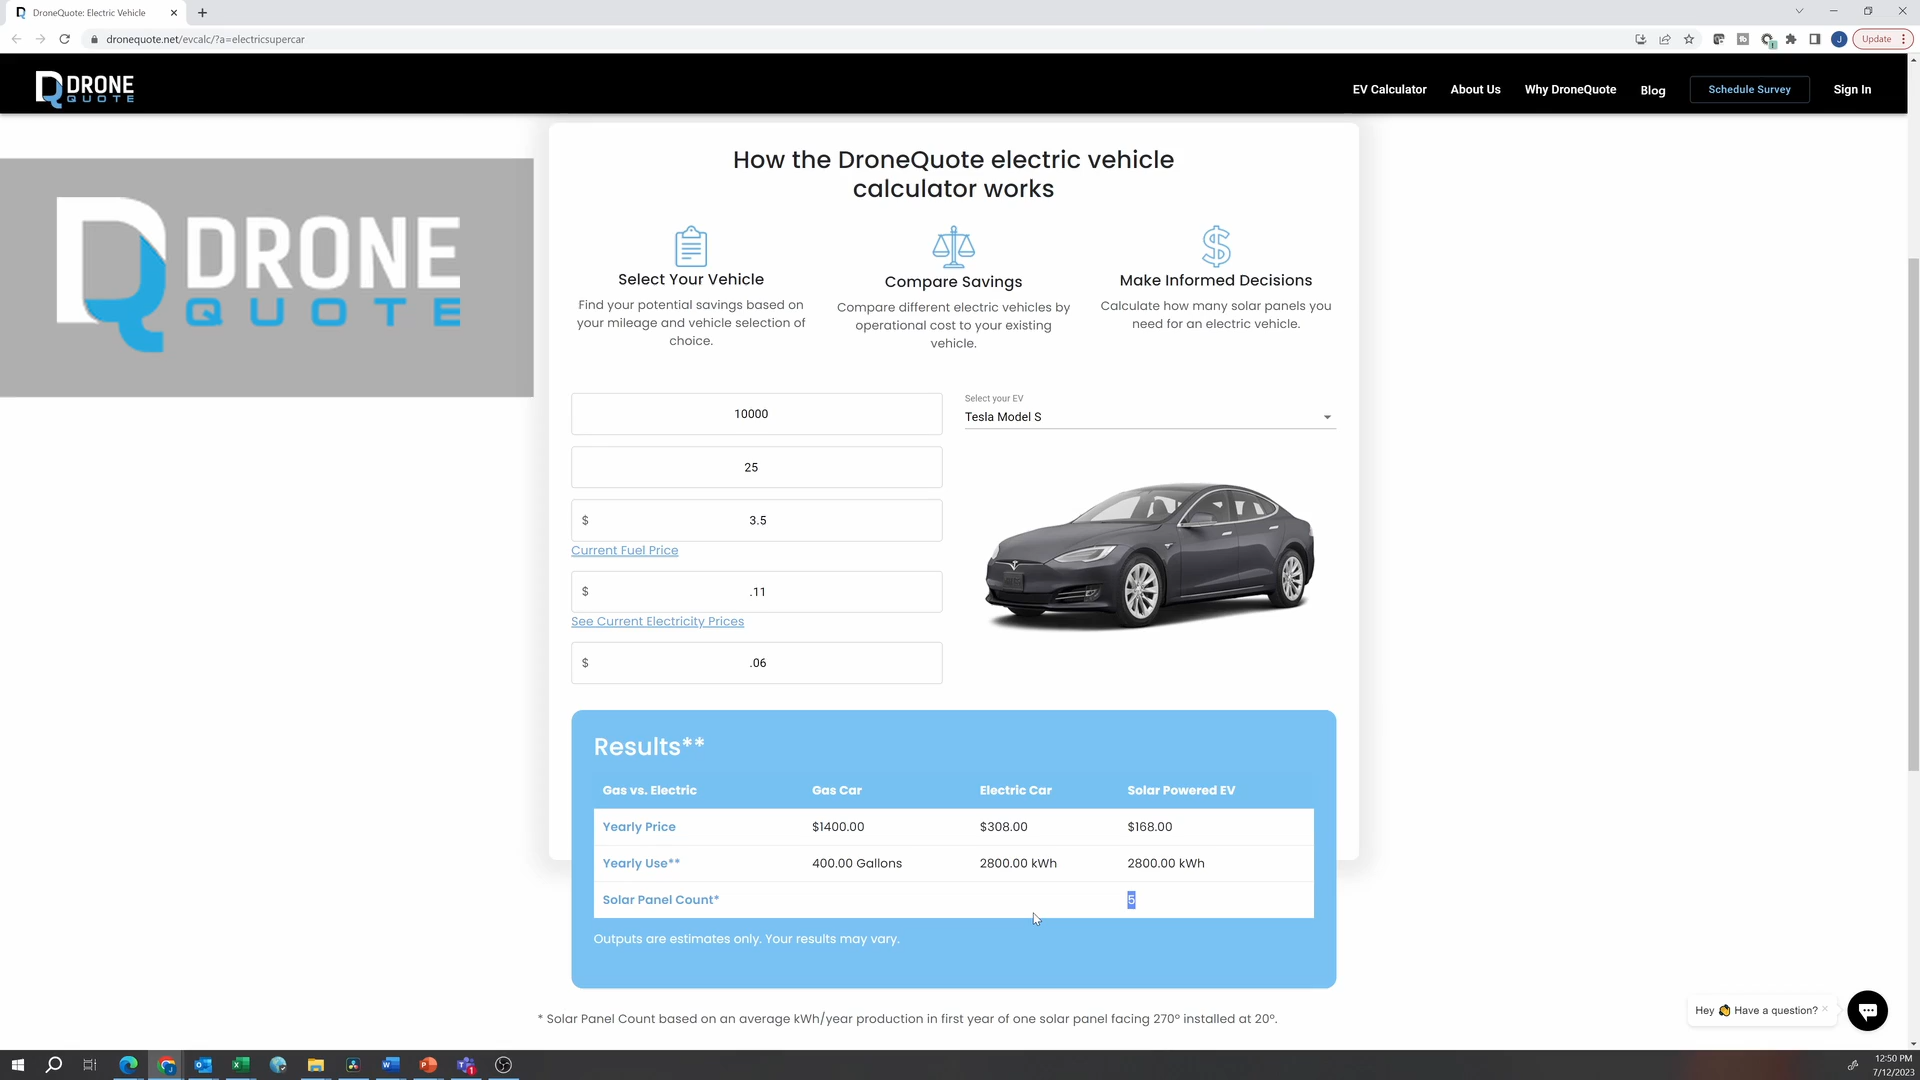 DroneQuote: Electric Vehicle
dronequote.net/evcalc/?a=electricsupercar
J
Update
DRONE
QUOTE
EV Calculator
About Us
Why DroneQuote
Blog
Schedule Survey
Sign In
DRONE
QUOTE
How the DroneQuote electric vehicle
calculator works
Select Your Vehicle
Find your potential savings based on
your mileage and vehicle selection of
choice.
Compare Savings
Compare different electric vehicles by
operational cost to your existing
vehicle.
Make Informed Decisions
Calculate how many solar panels you
need for an electric vehicle.
10000
25
$ 3.5
Current Fuel Price
$ .11
See Current Electricity Prices
$ .06
Select your EV
Tesla Model S
Results**
Gas vs. Electric Gas Car Electric Car Solar Powered EV
Yearly Price $1400.00 $308.00 $168.00
Yearly Use** 400.00 Gallons 2800.00 kWh 2800.00 kWh
Solar Panel Count* 5
Outputs are estimates only. Your results may vary.
* Solar Panel Count based on an average kWh/year production in first year of one solar panel facing 270º installed at 20º.
Hey 👋 Have a question?
12:50 PM
7/12/2023